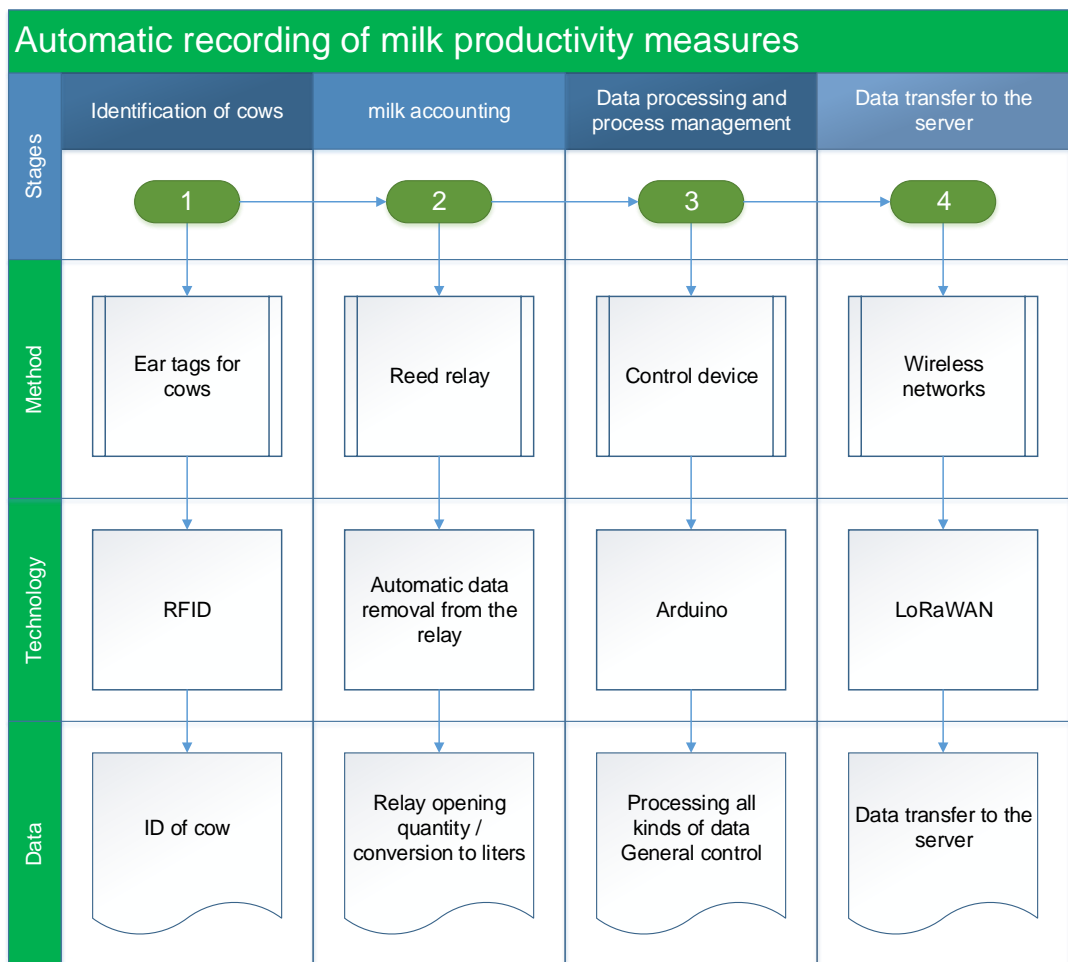 Automatic recording of milk productivity measures
Stages
Identification of cows
milk accounting
Data processing and
process management
Data transfer to the
server
1
2
3
4
Method
Ear tags for
cows
Reed relay
Control device
Wireless
networks
Technology
RFID
Automatic data
removal from the
relay
Arduino
LoRaWAN
Data
ID of cow
Relay opening
quantity /
conversion to liters
Processing all
kinds of data
General control
Data transfer to the
server